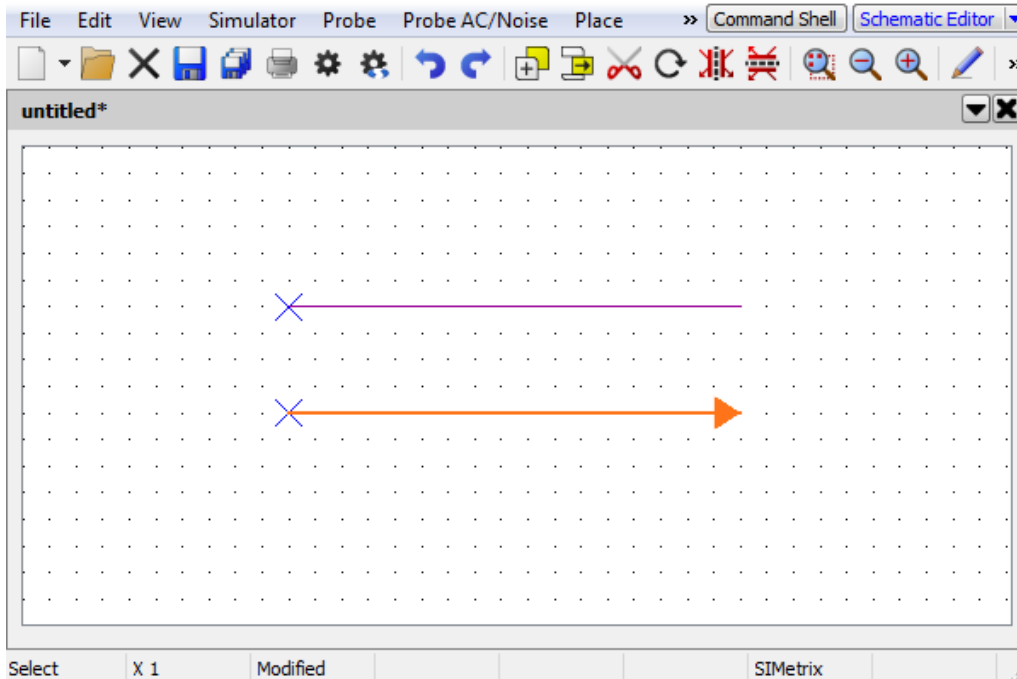 File Edit View Simulator Probe Probe AC/Noise Place » Command Shell Schematic Editor
untitled*
Select X 1 Modified SIMetrix